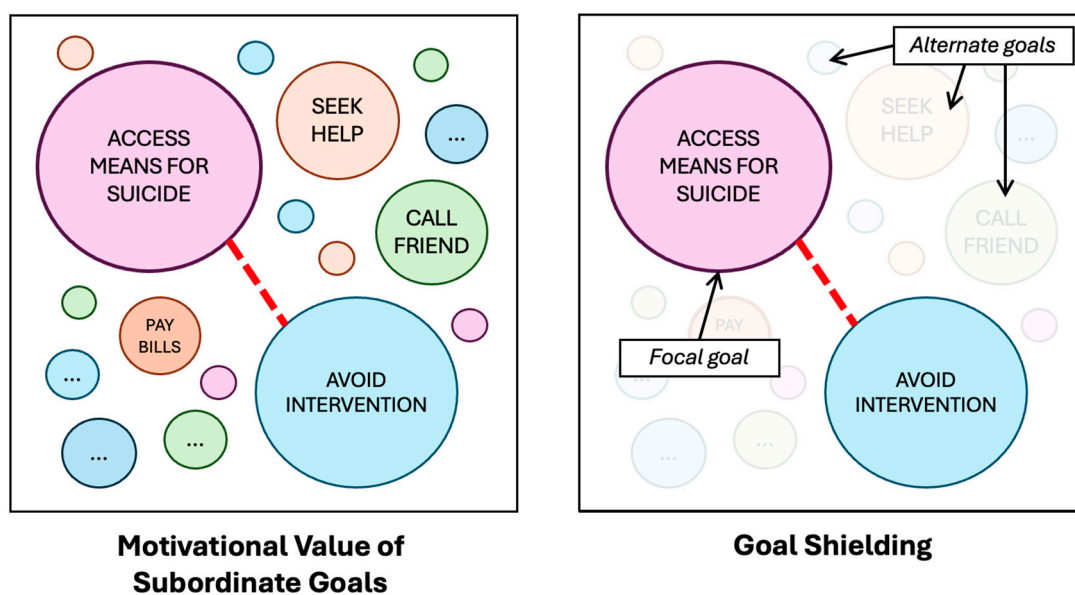 ACCESS
MEANS FOR
SUICIDE
SEEK
HELP
...
CALL
FRIEND
PAY
BILLS
...
AVOID
INTERVENTION
...
...
Motivational Value of
Subordinate Goals
Alternate goals
ACCESS
MEANS FOR
SUICIDE
SEEK
HELP
...
CALL
FRIEND
PAY
Focal goal
...
AVOID
INTERVENTION
...
...
Goal Shielding